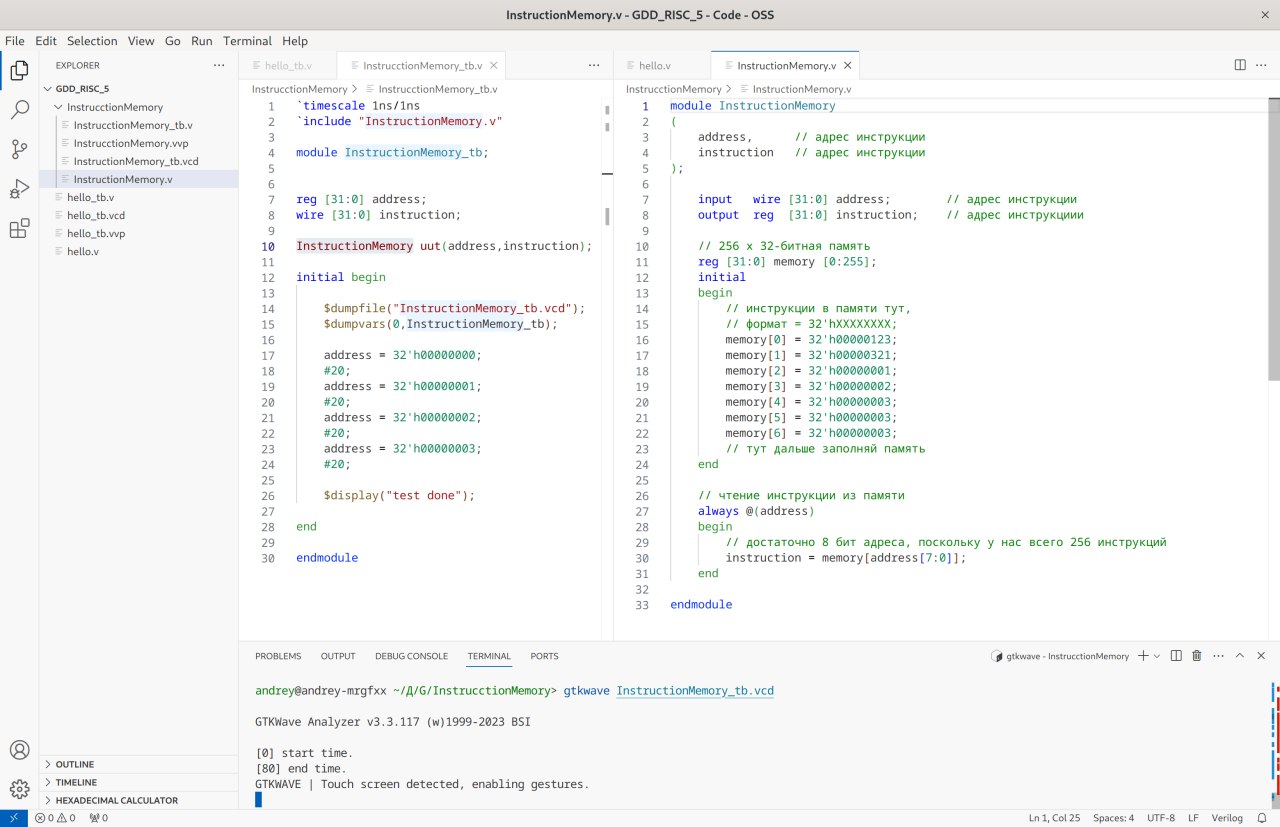 InstructionMemory.v - GDD_RISC_5 - Code - OSS
File Edit Selection View Go Run Terminal Help
EXPLORER
GDD_RISC_5
InstrucctionMemory
InstrucctionMemory_tb.v
InstrucctionMemory.vvp
InstructionMemory_tb.vcd
InstructionMemory.v
hello_tb.v
hello_tb.vcd
hello_tb.vvp
hello.v
OUTLINE
TIMELINE
HEXADECIMAL CALCULATOR
hello_tb.v InstrucctionMemory_tb.v
InstrucctionMemory > InstrucctionMemory_tb.v
1 `timescale 1ns/1ns
2 `include "InstructionMemory.v"
3
4 module InstructionMemory_tb;
5
6
7 reg [31:0] address;
8 wire [31:0] instruction;
9
10 InstructionMemory uut(address,instruction);
11
12 initial begin
13
14 $dumpfile("InstructionMemory_tb.vcd");
15 $dumpvars(0,InstructionMemory_tb);
16
17 address = 32'h00000000;
18 #20;
19 address = 32'h00000001;
20 #20;
21 address = 32'h00000002;
22 #20;
23 address = 32'h00000003;
24 #20;
25
26 $display("test done");
27
28 end
29
30 endmodule
hello.v InstructionMemory.v
InstrucctionMemory > InstructionMemory.v
1 module InstructionMemory
2 (
3 address, // адрес инструкции
4 instruction // адрес инструкции
5 );
6
7 input wire [31:0] address; // адрес инструкции
8 output reg [31:0] instruction; // адрес инструкциии
9
10 // 256 x 32-битная память
11 reg [31:0] memory [0:255];
12 initial
13 begin
14 // инструкции в памяти тут,
15 // формат = 32'hXXXXXXXX;
16 memory[0] = 32'h00000123;
17 memory[1] = 32'h00000321;
18 memory[2] = 32'h00000001;
19 memory[3] = 32'h00000002;
20 memory[4] = 32'h00000003;
21 memory[5] = 32'h00000003;
22 memory[6] = 32'h00000003;
23 // тут дальше заполняй память
24 end
25
26 // чтение инструкции из памяти
27 always @(address)
28 begin
29 // достаточно 8 бит адреса, поскольку у нас всего 256 инструкций
30 instruction = memory[address[7:0]];
31 end
32
33 endmodule
PROBLEMS OUTPUT DEBUG CONSOLE TERMINAL PORTS
gtkwave - InstrucctionMemory
andrey@andrey-mrgfxx ~/Д/G/InstrucctionMemory> gtkwave InstructionMemory_tb.vcd
GTKWave Analyzer v3.3.117 (w)1999-2023 BSI
[0] start time.
[80] end time.
GTKWAVE | Touch screen detected, enabling gestures.
0 0 0 Ln 1, Col 25 Spaces: 4 UTF-8 LF Verilog